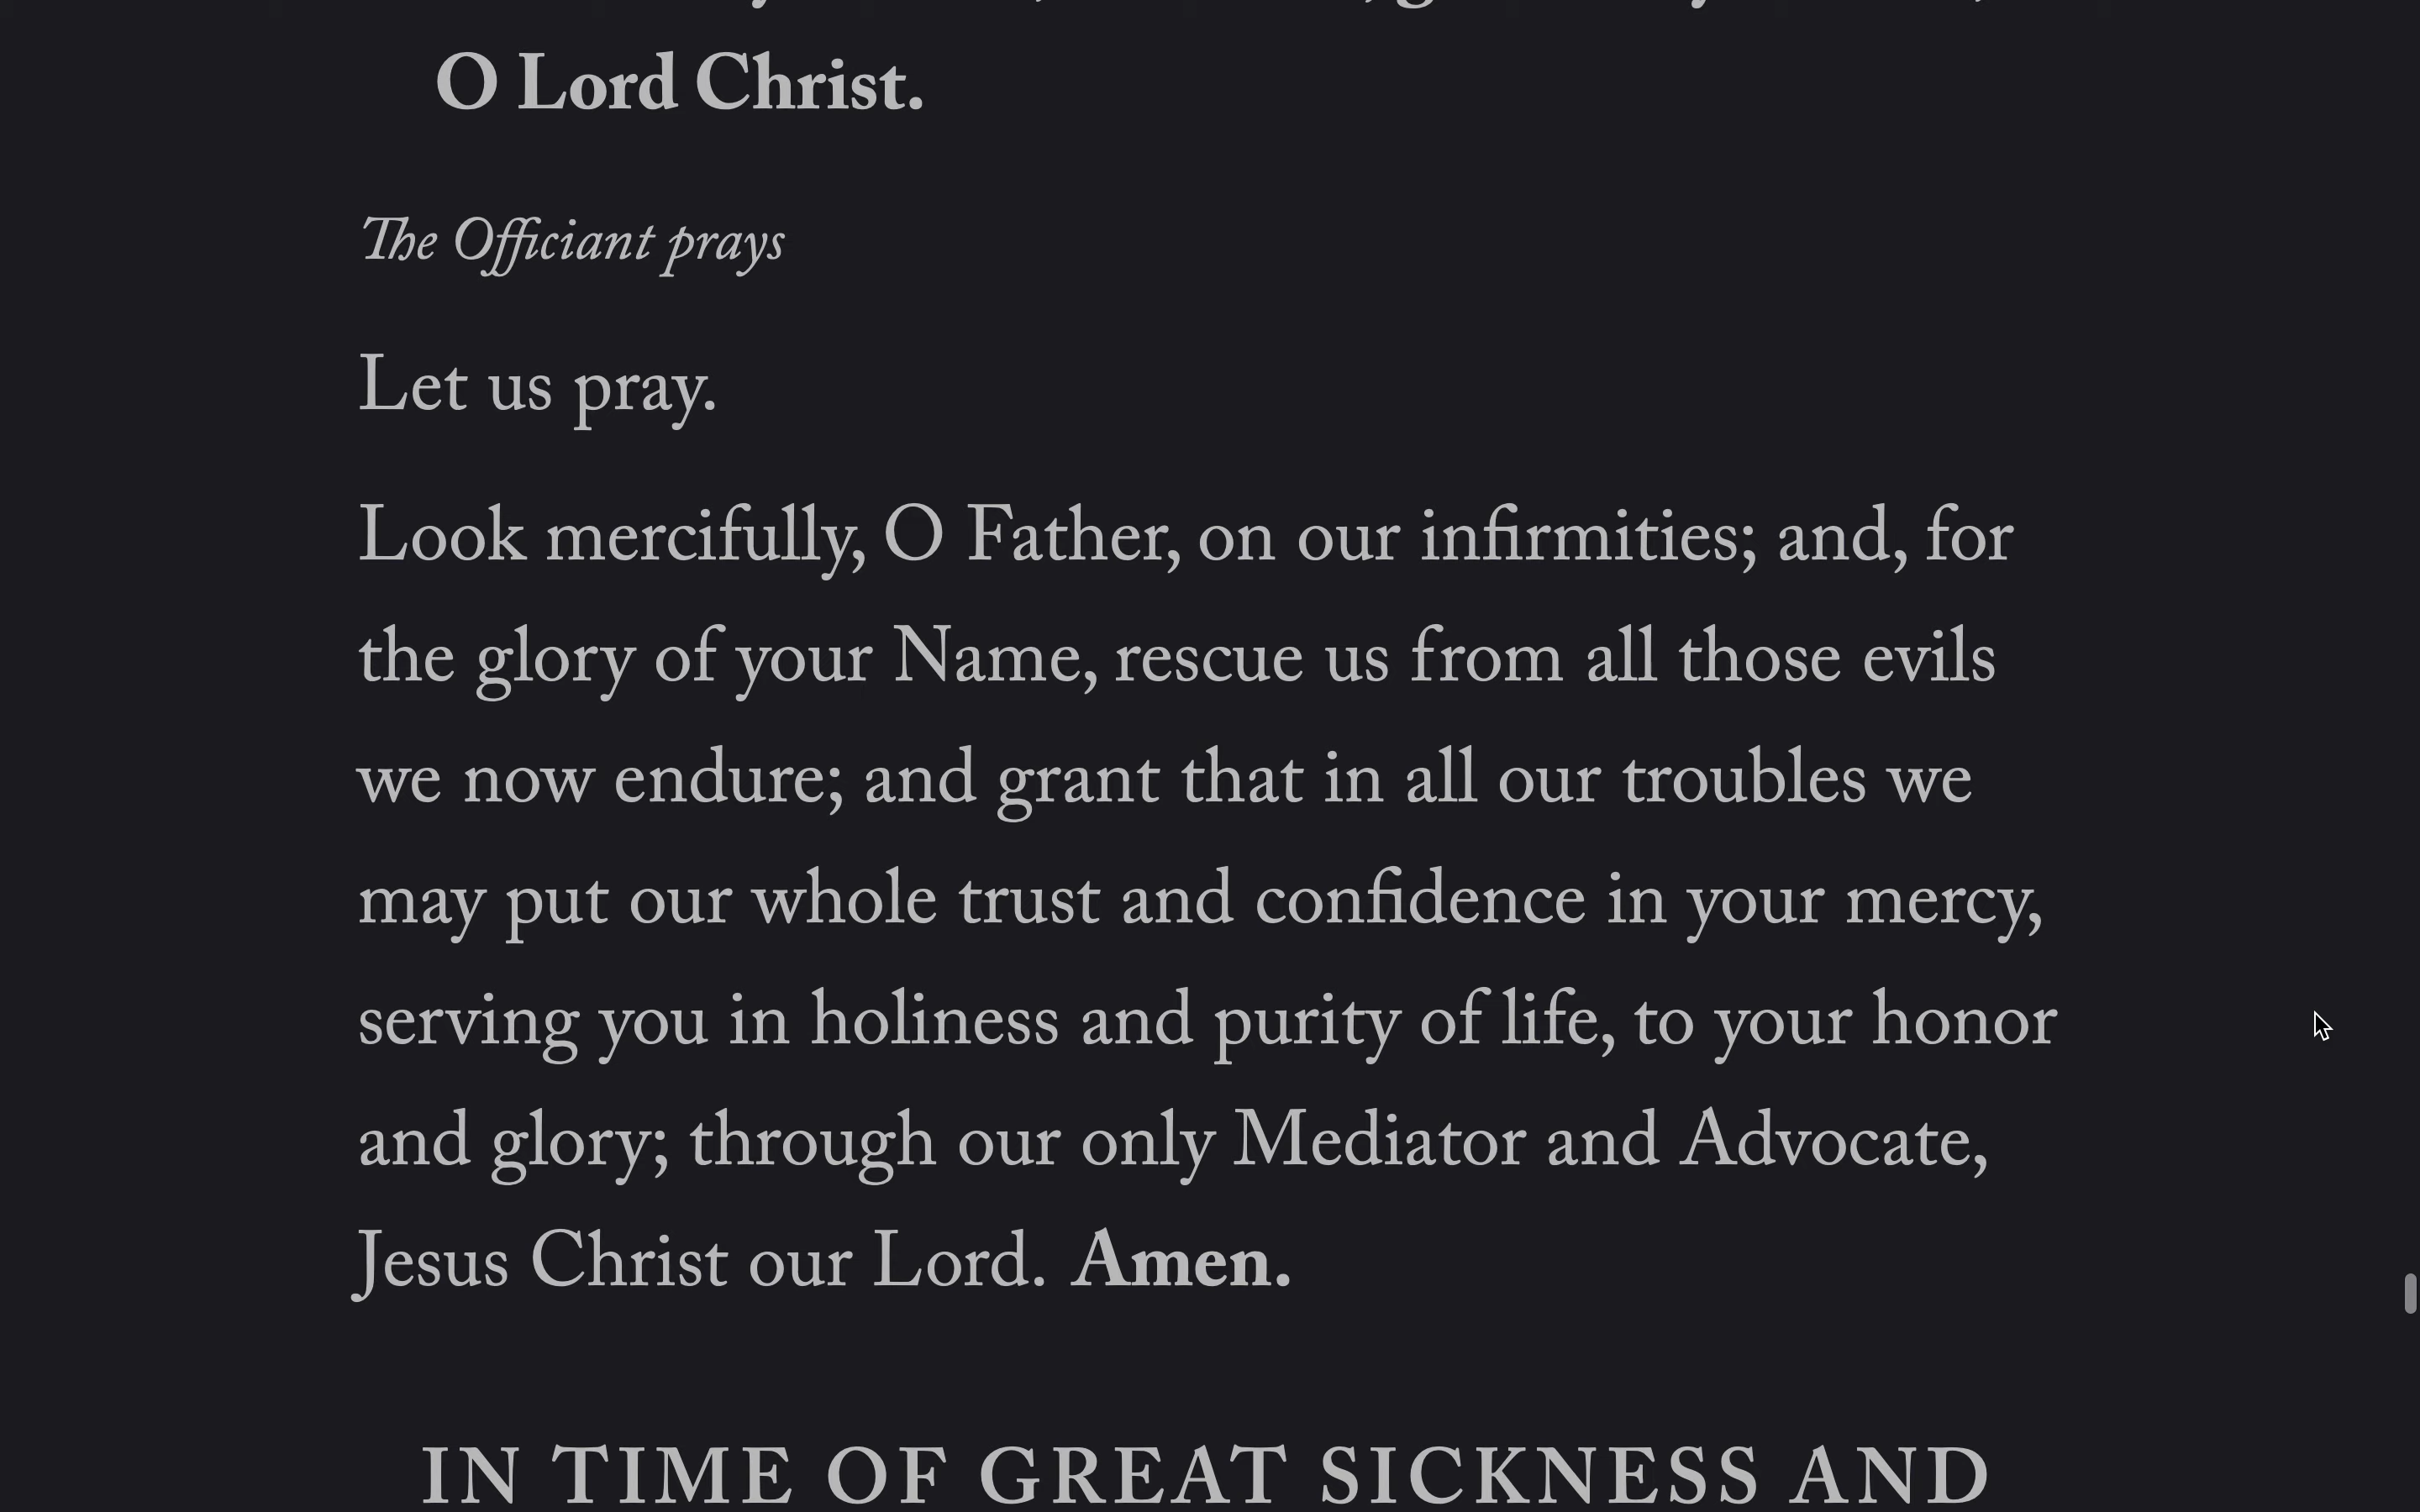 O Lord Christ.
The Officiant prays
Let us pray.
Look mercifully, O Father, on our infirmities; and, for
the glory of your Name, rescue us from all those evils
we now endure; and grant that in all our troubles we
may put our whole trust and confidence in your mercy,
serving you in holiness and purity of life, to your honor
and glory; through our only Mediator and Advocate,
Jesus Christ our Lord. Amen.
IN TIME OF GREAT SICKNESS AND